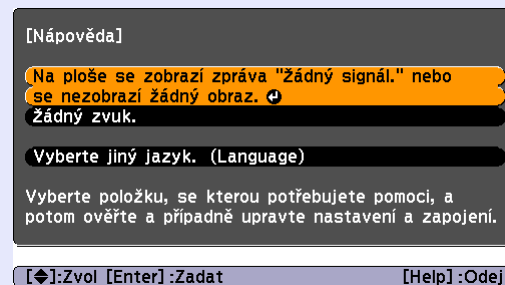 [Nápověda]
Na ploše se zobrazí zpráva "Žádný signál." nebo
se nezobrazí žádný obraz.
Žádný zvuk.
Vyberte jiný jazyk. (Language)
Vyberte položku, se kterou potřebujete pomoci, a
potom ověřte a případně upravte nastavení a zapojení.
[◆]:Zvol [Enter]:Zadat [Help]:Odej